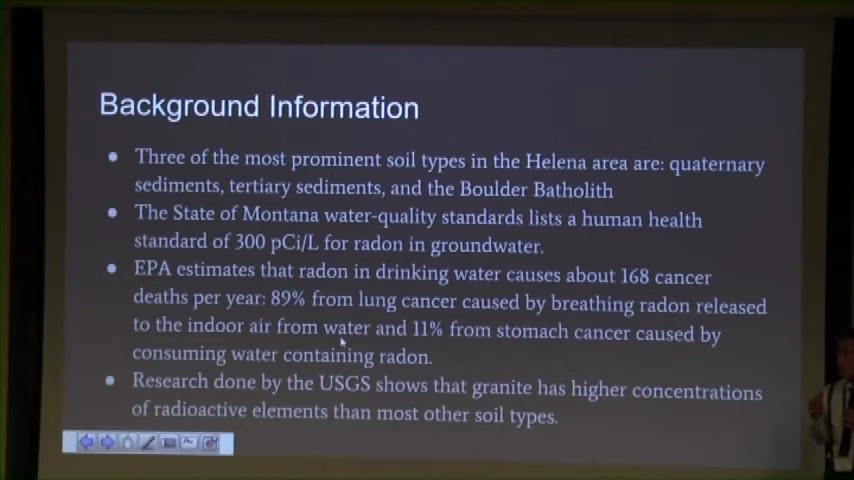 Background Information
● Three of the most prominent soil types in the Helena area are: quaternary
sediments, tertiary sediments, and the Boulder Batholith
● The State of Montana water-quality standards lists a human health
standard of 300 pCi/L for radon in groundwater.
● EPA estimates that radon in drinking water causes about 168 cancer
deaths per year: 89% from lung cancer caused by breathing radon released
to the indoor air from water and 11% from stomach cancer caused by
consuming water containing radon.
● Research done by the USGS shows that granite has higher concentrations
of radioactive elements than most other soil types.